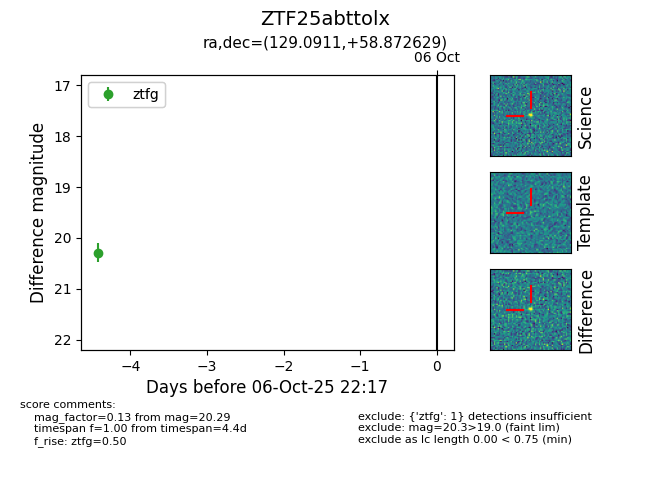 ZTF25abttolx
ra,dec=(129.0911,+58.872629)
06 Oct
ztfg
17
18
19
20
21
22
Difference magnitude
−4
−3
−2
−1
0
Days before 06-Oct-25 22:17
Science
Template
Difference
score comments:
mag_factor=0.13 from mag=20.29
timespan f=1.00 from timespan=4.4d
f_rise: ztfg=0.50
exclude: {'ztfg': 1} detections insufficient
exclude: mag=20.3>19.0 (faint lim)
exclude as lc length 0.00 < 0.75 (min)